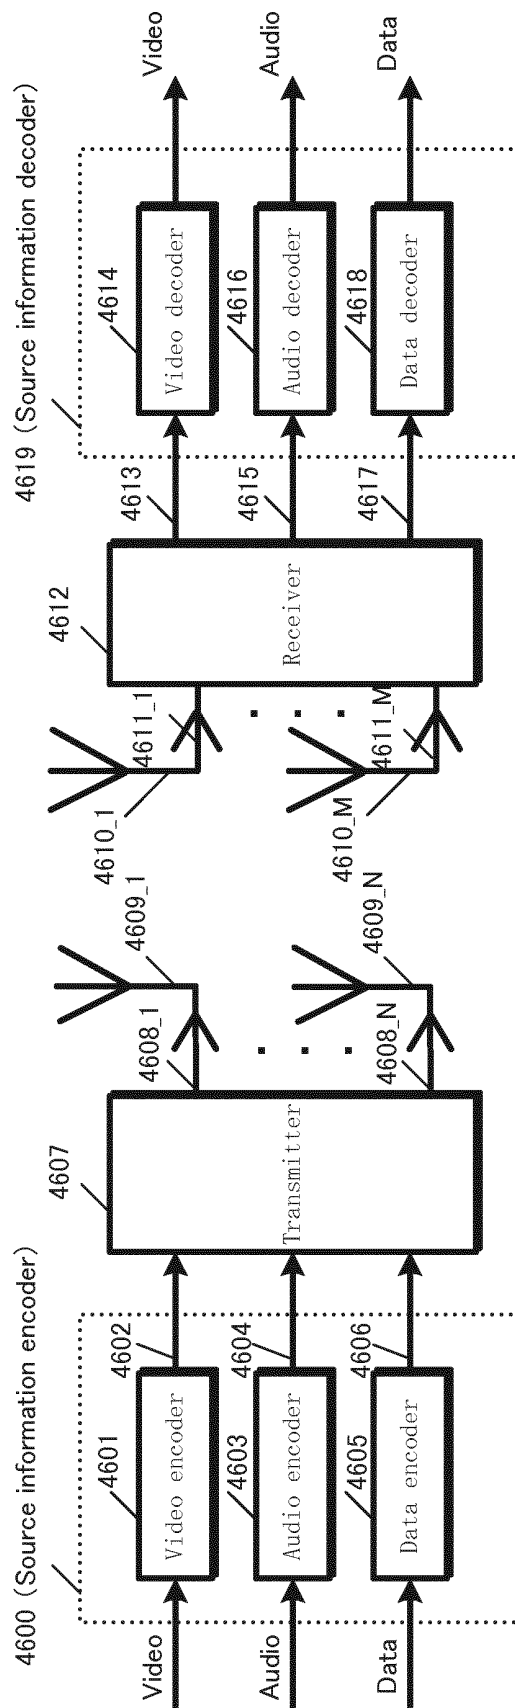 4600 (Source information encoder)
Video
4601
Video encoder
4602
Audio
4603
Audio encoder
4604
Data
4605
Data encoder
4606
4607
Transmitter
4608_1
4609_1
4608_N
4609_N
4610_1
4611_1
4610_M
4611_M
4612
Receiver
4619 (Source information decoder)
4613
4614
Video decoder
Video
4615
4616
Audio decoder
Audio
4617
4618
Data decoder
Data